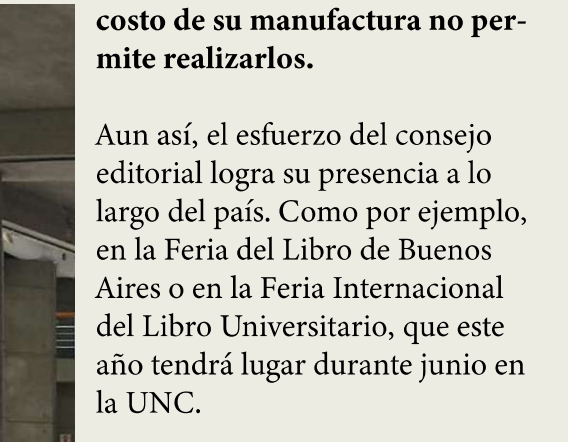 costo de su manufactura no per-
mite realizarlos.
Aun así, el esfuerzo del consejo
editorial logra su presencia a lo
largo del país. Como por ejemplo,
en la Feria del Libro de Buenos
Aires o en la Feria Internacional
del Libro Universitario, que este
año tendrá lugar durante junio en
la UNC.